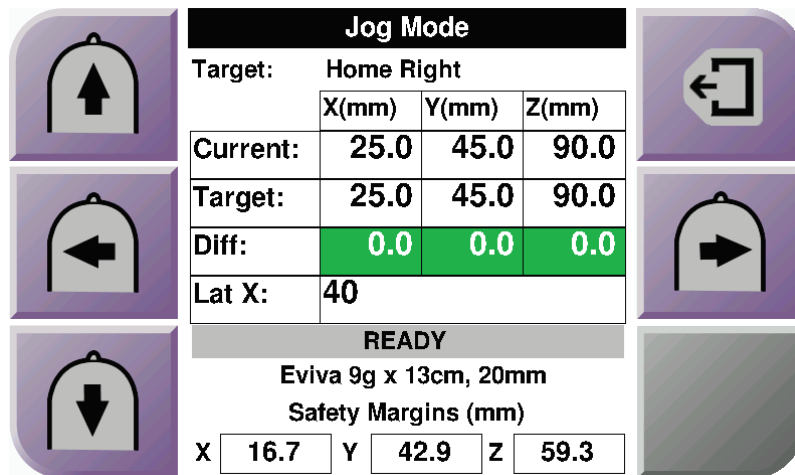 Jog Mode
Target: Home Right
X(mm) Y(mm) Z(mm)
Current: 25.0 45.0 90.0
Target: 25.0 45.0 90.0
Diff: 0.0 0.0 0.0
Lat X: 40
READY
Eviva 9g x 13cm, 20mm
Safety Margins (mm)
X 16.7 Y 42.9 Z 59.3